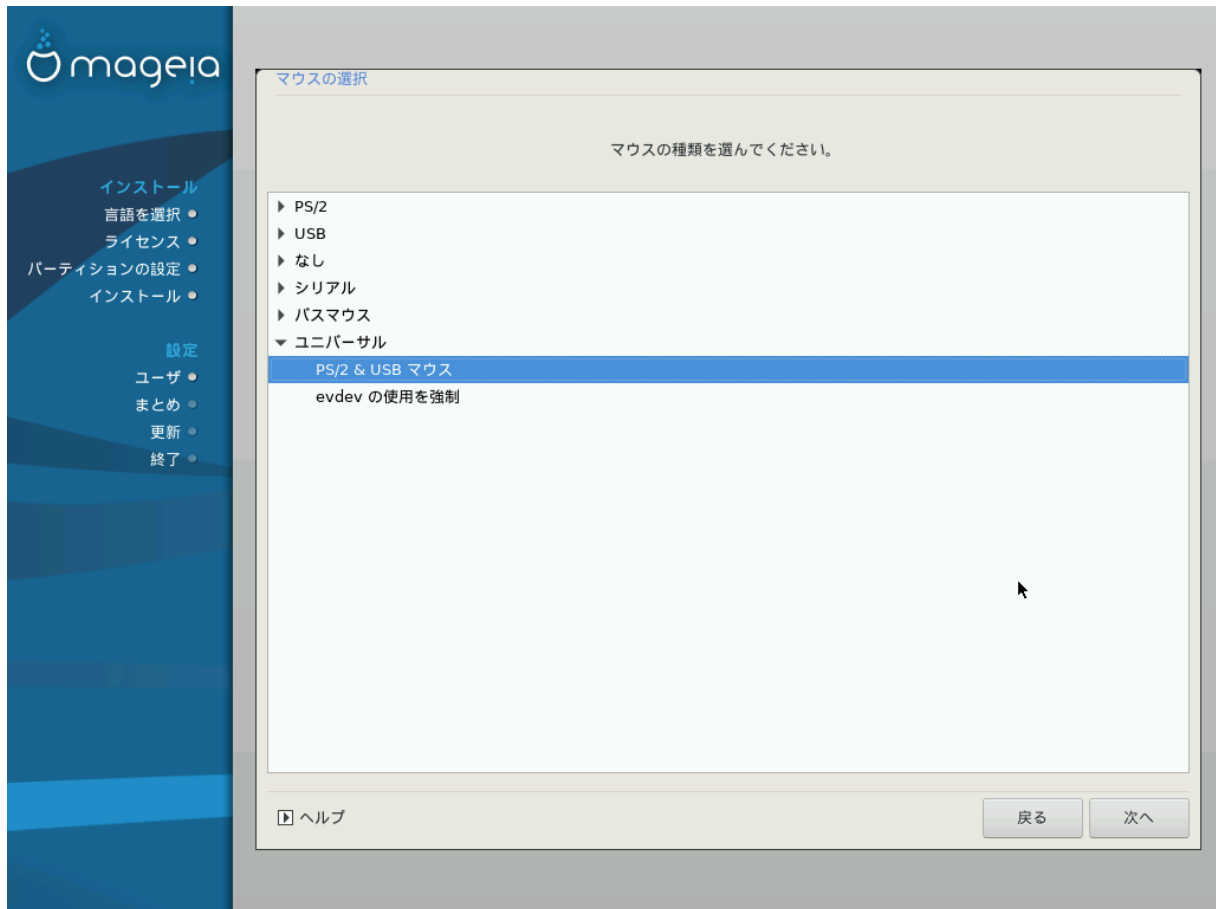 mageia
インストール
言語を選択
ライセンス
パーティションの設定
インストール
設定
ユーザ
まとめ
更新
終了
マウスの選択
マウスの種類を選んでください。
PS/2
USB
なし
シリアル
バスマウス
ユニバーサル
PS/2 & USB マウス
evdev の使用を強制
ヘルプ
戻る
次へ